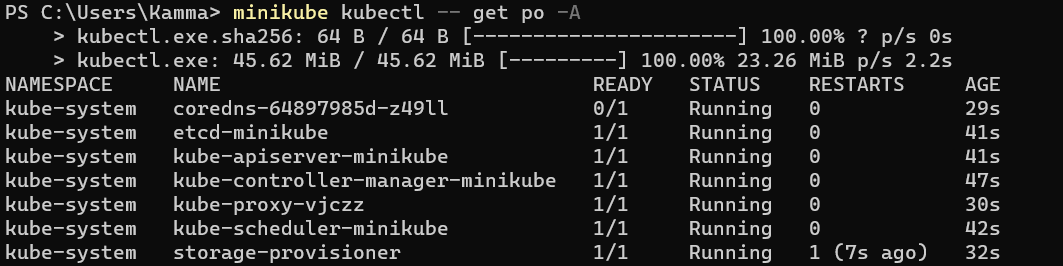 PS C:\Users\Kamma> minikube kubectl -- get po -A
    > kubectl.exe.sha256: 64 B / 64 B [----------------------] 100.00% ? p/s 0s
    > kubectl.exe: 45.62 MiB / 45.62 MiB [---------] 100.00% 23.26 MiB p/s 2.2s
NAMESPACE     NAME                               READY   STATUS    RESTARTS     AGE
kube-system   coredns-64897985d-z49ll            0/1     Running   0            29s
kube-system   etcd-minikube                      1/1     Running   0            41s
kube-system   kube-apiserver-minikube            1/1     Running   0            41s
kube-system   kube-controller-manager-minikube   1/1     Running   0            47s
kube-system   kube-proxy-vjczz                   1/1     Running   0            30s
kube-system   kube-scheduler-minikube            1/1     Running   0            42s
kube-system   storage-provisioner                1/1     Running   1 (7s ago)   32s